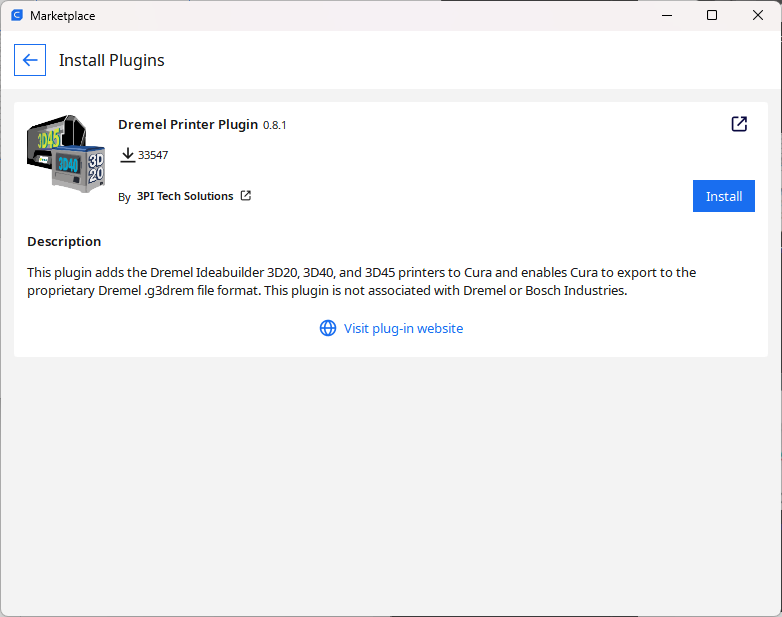 Marketplace
Install Plugins
Dremel Printer Plugin 0.8.1
3D45
3D40
3D
20
33547
By 3PI Tech Solutions
Install
Description
This plugin adds the Dremel Ideabuilder 3D20, 3D40, and 3D45 printers to Cura and enables Cura to export to the
proprietary Dremel .g3drem file format. This plugin is not associated with Dremel or Bosch Industries.
Visit plug-in website